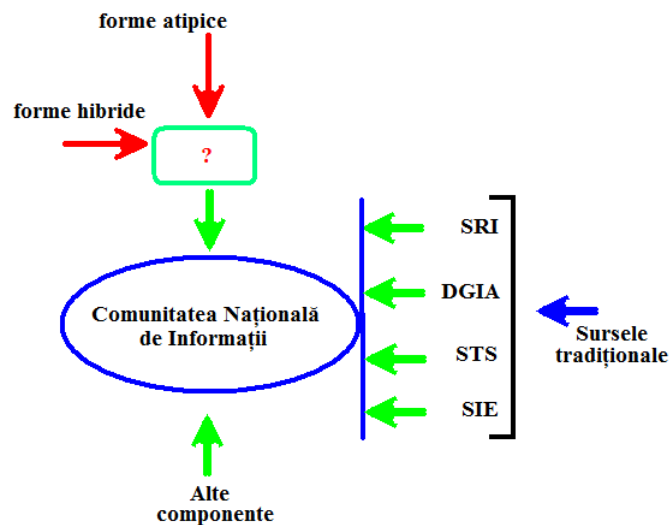 forme atipice
forme hibride
?
SRI
DGIA
Comunitatea Națională
de Informații
Sursele
tradiționale
STS
SIE
Alte
componente